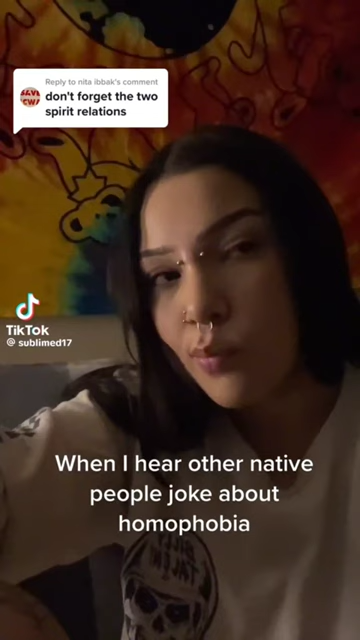 Reply to nita ibbak's comment
don't forget the two
spirit relations
TikTok
@ sublimed17
When I hear other native
people joke about
homophobia